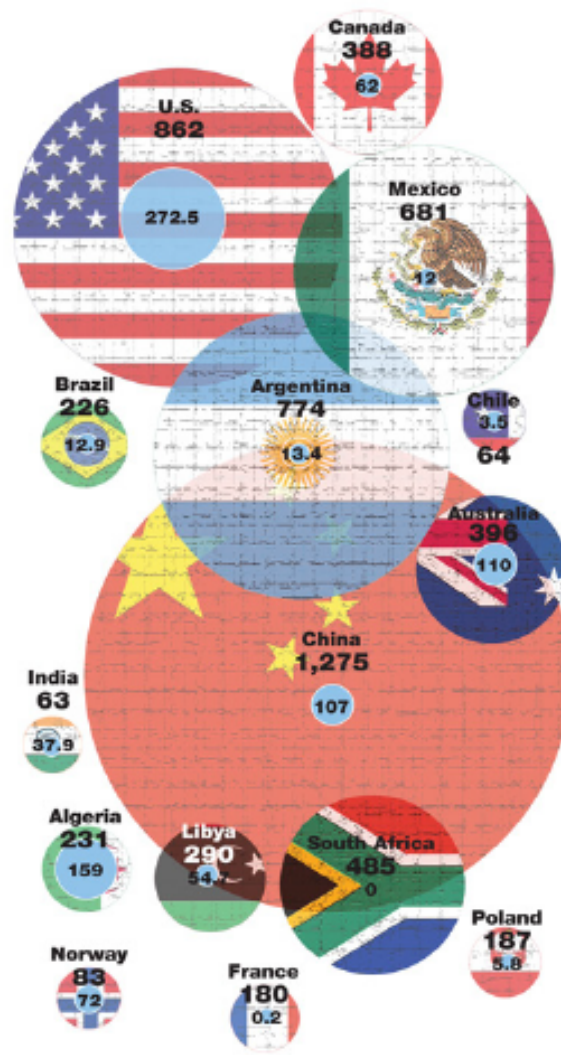 Canada
388
62
U.S.
862
272.5
Mexico
681
12
Brazil
226
12.9
Argentina
774
13.4
Chile
3.5
64
Australia
396
110
China
1,275
107
India
63
37.9
Algeria
231
159
Libya
290
54.7
South Africa
485
0
Poland
187
5.8
Norway
83
72
France
180
0.2